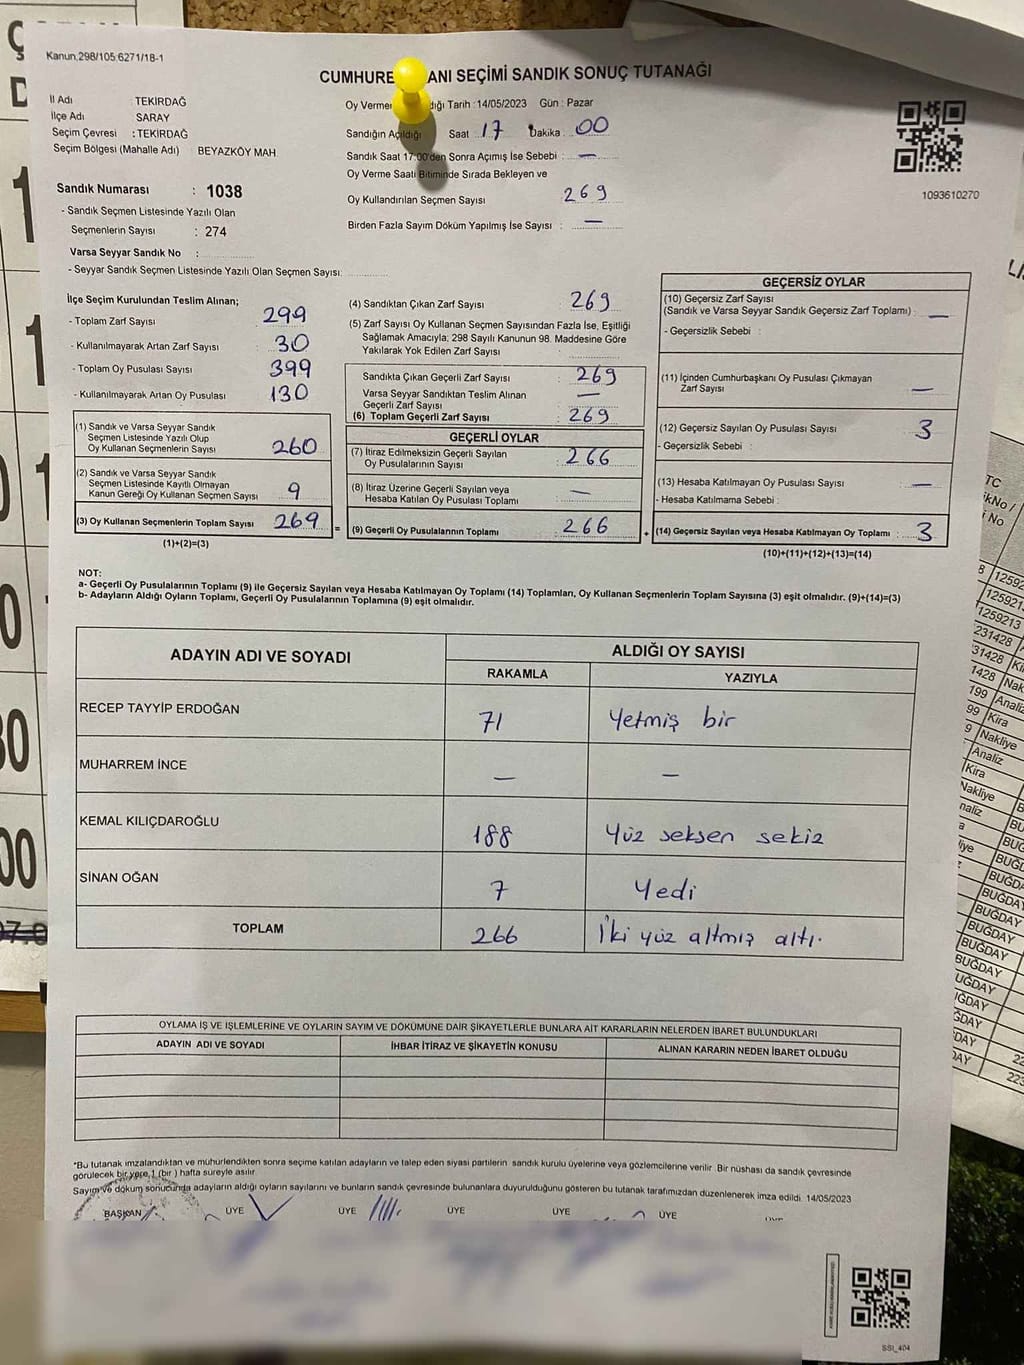 Kanun,298/105;6271/18-1
CUMHURE ANI SEÇİMİ SANDIK SONUÇ TUTANAĞI
İl Adı : TEKİRDAĞ
İlçe Adı : SARAY
Seçim Çevresi : TEKİRDAĞ
Seçim Bölgesi (Mahalle Adı) : BEYAZKÖY MAH.
Oy Verme dığı Tarih : 14/05/2023 Gün : Pazar
Sandığın Açıldığı Saat 17 Dakika : 00
Sandık Saat 17:00'den Sonra Açımış İse Sebebi : —
Oy Verme Saati Bitiminde Sırada Bekleyen ve
Oy Kullandırılan Seçmen Sayısı 269
Birden Fazla Sayım Döküm Yapılmış İse Sayısı : —
1093610270
Sandık Numarası : 1038
- Sandık Seçmen Listesinde Yazılı Olan
Seçmenlerin Sayısı : 274
Varsa Seyyar Sandık No :
- Seyyar Sandık Seçmen Listesinde Yazılı Olan Seçmen Sayısı:
İlçe Seçim Kurulundan Teslim Alınan;
- Toplam Zarf Sayısı : 299
- Kullanılmayarak Artan Zarf Sayısı : 30
- Toplam Oy Pusulası Sayısı : 399
- Kullanılmayarak Artan Oy Pusulası : 130
(1) Sandık ve Varsa Seyyar Sandık
Seçmen Listesinde Yazılı Olup
Oy Kullanan Seçmenlerin Sayısı : 260
(2) Sandık ve Varsa Seyyar Sandık
Seçmen Listesinde Kayıtlı Olmayan
Kanun Gereği Oy Kullanan Seçmen Sayısı : 9
(3) Oy Kullanan Seçmenlerin Toplam Sayısı : 269 =
(1)+(2)=(3)
(4) Sandıktan Çıkan Zarf Sayısı : 269
(5) Zarf Sayısı Oy Kullanan Seçmen Sayısından Fazla İse, Eşitliği
Sağlamak Amacıyla; 298 Sayılı Kanunun 98. Maddesine Göre
Yakılarak Yok Edilen Zarf Sayısı :
Sandıkta Çıkan Geçerli Zarf Sayısı : 269
Varsa Seyyar Sandıktan Teslim Alınan
Geçerli Zarf Sayısı : —
(6) Toplam Geçerli Zarf Sayısı : 269
GEÇERLİ OYLAR
(7) İtiraz Edilmeksizin Geçerli Sayılan
Oy Pusulalarının Sayısı : 266
(8) İtiraz Üzerine Geçerli Sayılan veya
Hesaba Katılan Oy Pusulası Toplamı : —
(9) Geçerli Oy Pusulalarının Toplamı : 266 +
GEÇERSİZ OYLAR
(10) Geçersiz Zarf Sayısı
(Sandık ve Varsa Seyyar Sandık Geçersiz Zarf Toplamı) : —
- Geçersizlik Sebebi :
(11) İçinden Cumhurbaşkanı Oy Pusulası Çıkmayan
Zarf Sayısı : —
(12) Geçersiz Sayılan Oy Pusulası Sayısı : 3
- Geçersizlik Sebebi :
(13) Hesaba Katılmayan Oy Pusulası Sayısı : —
- Hesaba Katılmama Sebebi :
(14) Geçersiz Sayılan veya Hesaba Katılmayan Oy Toplamı : 3
(10)+(11)+(12)+(13)=(14)
NOT:
a- Geçerli Oy Pusulalarının Toplamı (9) ile Geçersiz Sayılan veya Hesaba Katılmayan Oy Toplamı (14) Toplamları, Oy Kullanan Seçmenlerin Toplam Sayısına (3) eşit olmalıdır. (9)+(14)=(3)
b- Adayların Aldığı Oyların Toplamı, Geçerli Oy Pusulalarının Toplamına (9) eşit olmalıdır.
ADAYIN ADI VE SOYADI ALDIĞI OY SAYISI
RAKAMLA YAZIYLA
RECEP TAYYİP ERDOĞAN 71 Yetmiş bir
MUHARREM İNCE — —
KEMAL KILIÇDAROĞLU 188 Yüz seksen sekiz
SİNAN OĞAN 7 Yedi
TOPLAM 266 İki yüz altmış altı.
OYLAMA İŞ VE İŞLEMLERİNE VE OYLARIN SAYIM VE DÖKÜMÜNE DAİR ŞİKAYETLERLE BUNLARA AİT KARARLARIN NELERDEN İBARET BULUNDUKLARI
ADAYIN ADI VE SOYADI İHBAR İTİRAZ VE ŞİKAYETİN KONUSU ALINAN KARARIN NEDEN İBARET OLDUĞU
*Bu tutanak imzalandıktan ve mühürlendikten sonra seçime katılan adayların ve talep eden siyasi partilerin sandık kurulu üyelerine veya gözlemcilerine verilir. Bir nüshası da sandık çevresinde
görülecek bir yere 1 (bir) hafta süreyle asılır.
Sayım ve döküm sonucunda adayların aldığı oyların sayılarını ve bunların sandık çevresinde bulunanlara duyurulduğunu gösteren bu tutanak tarafımızdan düzenlenerek imza edildi. 14/05/2023
BAŞKAN ÜYE ÜYE ÜYE ÜYE ÜYE
SSI_404